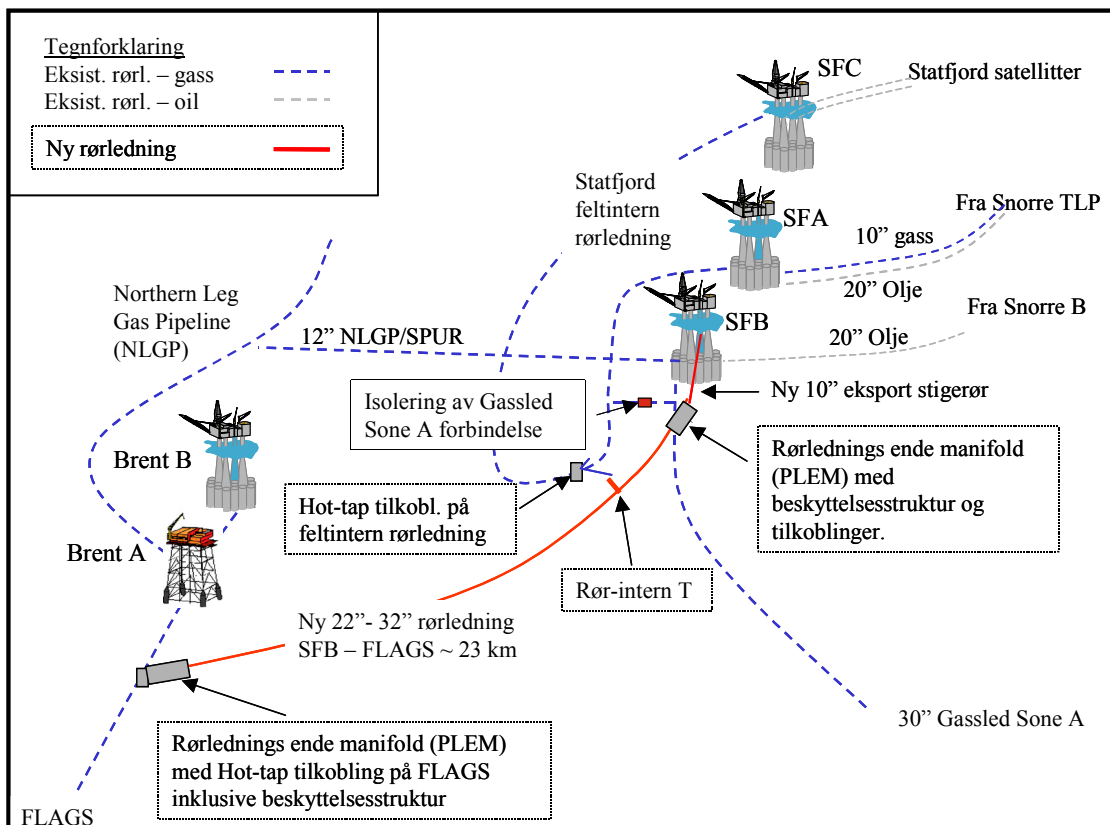 Tegnforklaring
Eksist. rørl. – gass
Eksist. rørl. – oil
Ny rørledning
SFC
Statfjord satellitter
Statfjord
feltintern
rørledning
SFA
Fra Snorre TLP
10” gass
20” Olje
Northern Leg
Gas Pipeline
(NLGP)
12” NLGP/SPUR
SFB
Fra Snorre B
20” Olje
Isolering av Gassled
Sone A forbindelse
Ny 10” eksport stigerør
Brent B
Hot-tap tilkobl. på
feltintern rørledning
Rørlednings ende manifold
(PLEM) med
beskyttelsesstruktur og
tilkoblinger.
Brent A
Rør-intern T
Ny 22”- 32” rørledning
SFB – FLAGS ~ 23 km
30” Gassled Sone A
Rørlednings ende manifold (PLEM)
med Hot-tap tilkobling på FLAGS
inklusive beskyttelsesstruktur
FLAGS